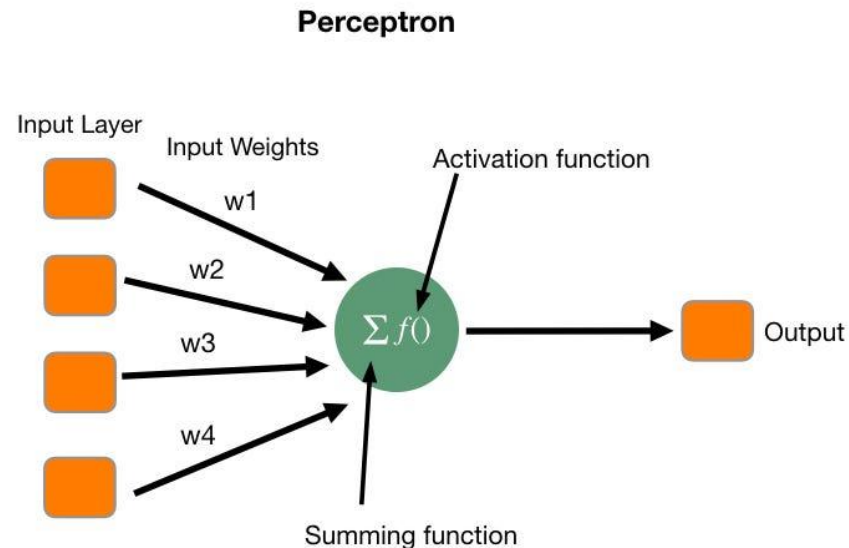 Perceptron
Input Layer
Input Weights
Activation function
w1
w2
Σ f()
Output
w3
w4
Summing function